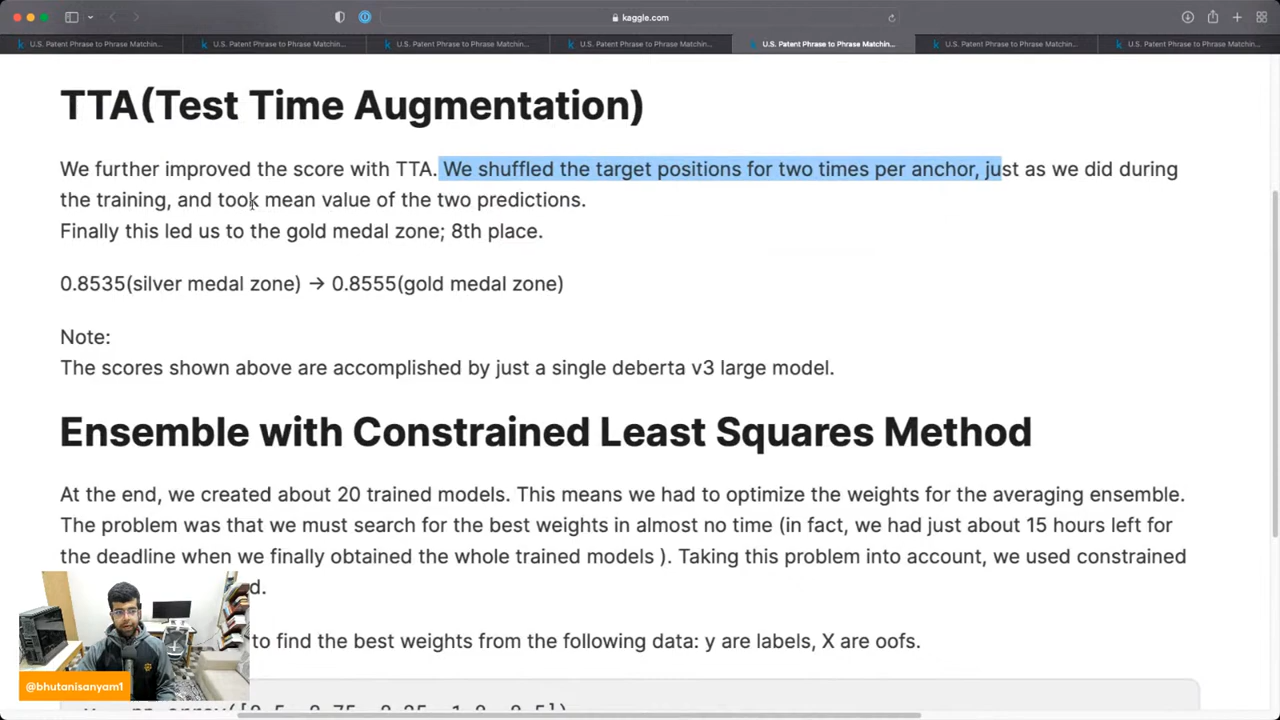 kaggle.com
U.S. Patent Phrase to Phrase Matchin... U.S. Patent Phrase to Phrase Matchin... U.S. Patent Phrase to Phrase Matchin... U.S. Patent Phrase to Phrase Matchin... U.S. Patent Phrase to Phrase Matchin... U.S. Patent Phrase to Phrase Matchin... U.S. Patent Phrase to Phrase Matchin...
TTA(Test Time Augmentation)
We further improved the score with TTA. We shuffled the target positions for two times per anchor, just as we did during
the training, and took mean value of the two predictions.
Finally this led us to the gold medal zone; 8th place.
0.8535(silver medal zone) → 0.8555(gold medal zone)
Note:
The scores shown above are accomplished by just a single deberta v3 large model.
Ensemble with Constrained Least Squares Method
At the end, we created about 20 trained models. This means we had to optimize the weights for the averaging ensemble.
The problem was that we must search for the best weights in almost no time (in fact, we had just about 15 hours left for
the deadline when we finally obtained the whole trained models ). Taking this problem into account, we used constrained
d.
to find the best weights from the following data: y are labels, X are oofs.
@bhutanisanyam1